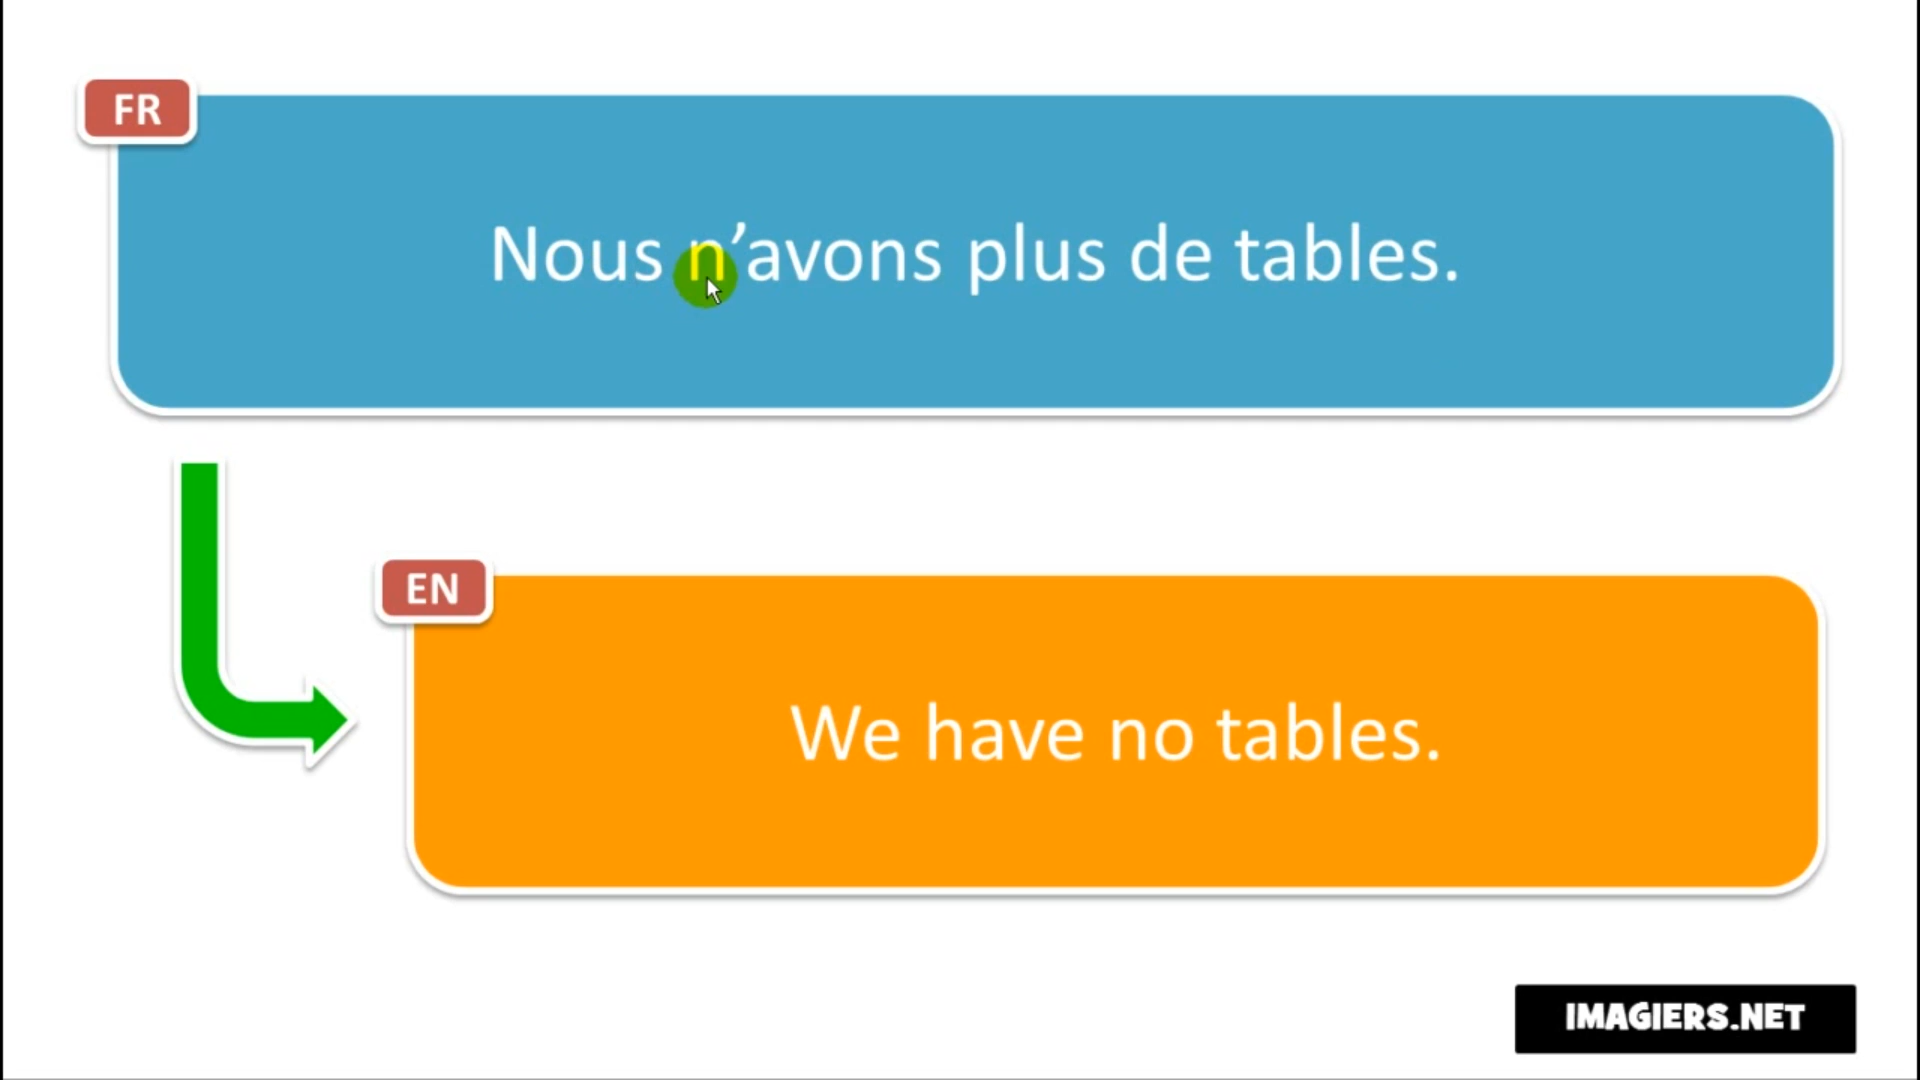 FR
Nous n’avons plus de tables.
EN
We have no tables.
IMAGIERS.NET